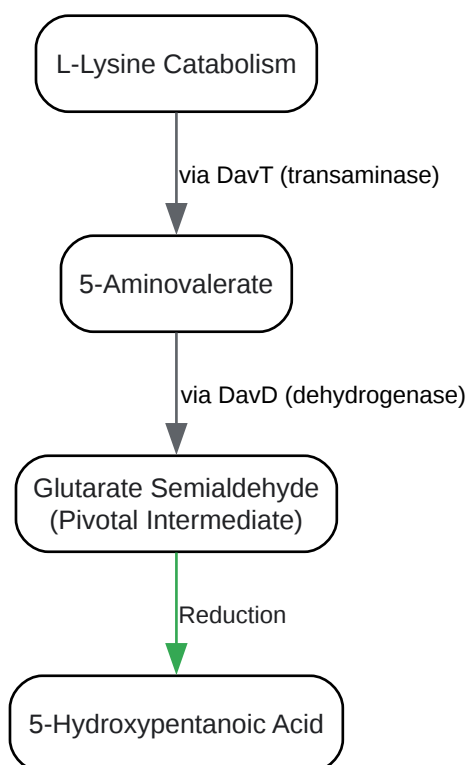 L-Lysine Catabolism
via DavT (transaminase)
5-Aminovalerate
via DavD (dehydrogenase)
Glutarate Semialdehyde
(Pivotal Intermediate)
Reduction
5-Hydroxypentanoic Acid